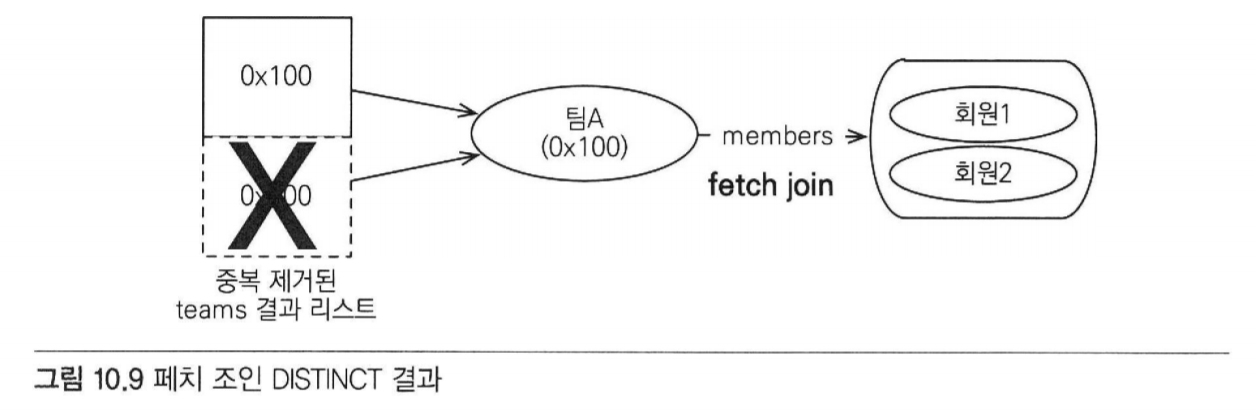 0x100
0x100
중복 제거된
teams 결과 리스트
팀A
(0x100)
members
fetch join
회원1
회원2
그림 10.9 페치 조인 DISTINCT 결과